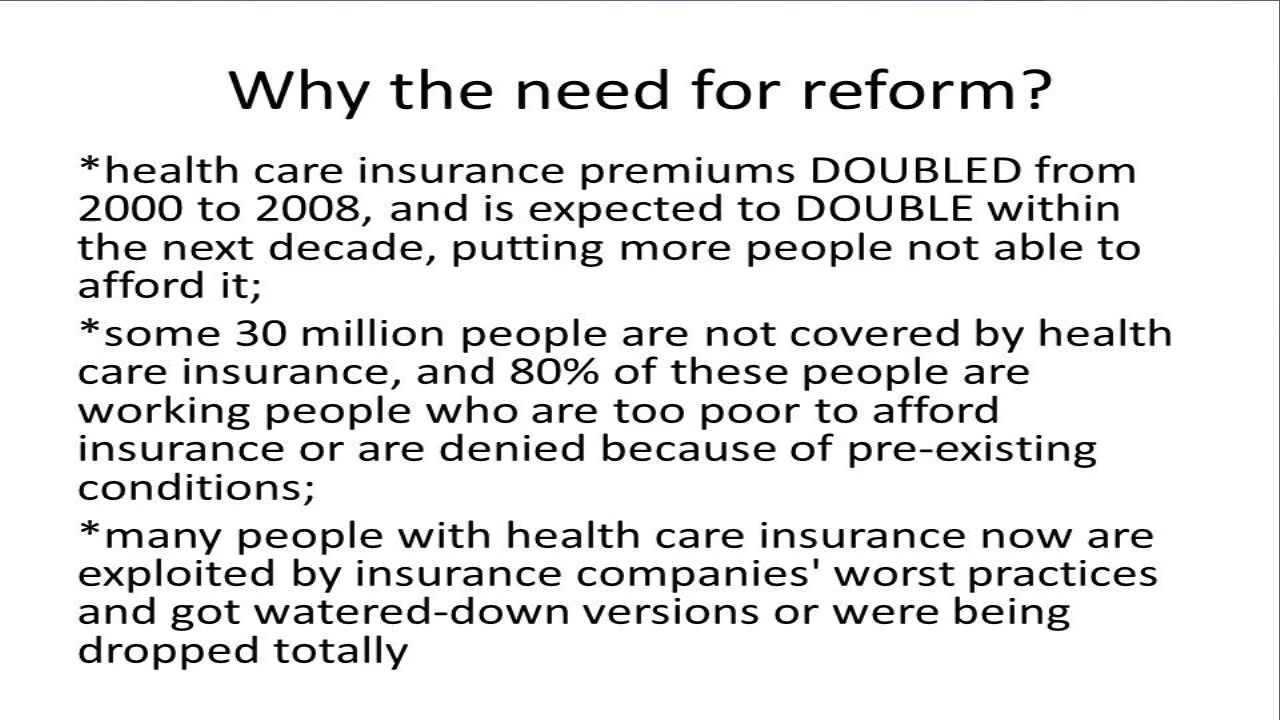 Why the need for reform?
*health care insurance premiums DOUBLED from
2000 to 2008, and is expected to DOUBLE within
the next decade, putting more people not able to
afford it;
*some 30 million people are not covered by health
care insurance, and 80% of these people are
working people who are too poor to afford
insurance or are denied because of pre-existing
conditions;
*many people with health care insurance now are
exploited by insurance companies' worst practices
and got watered-down versions or were being
dropped totally